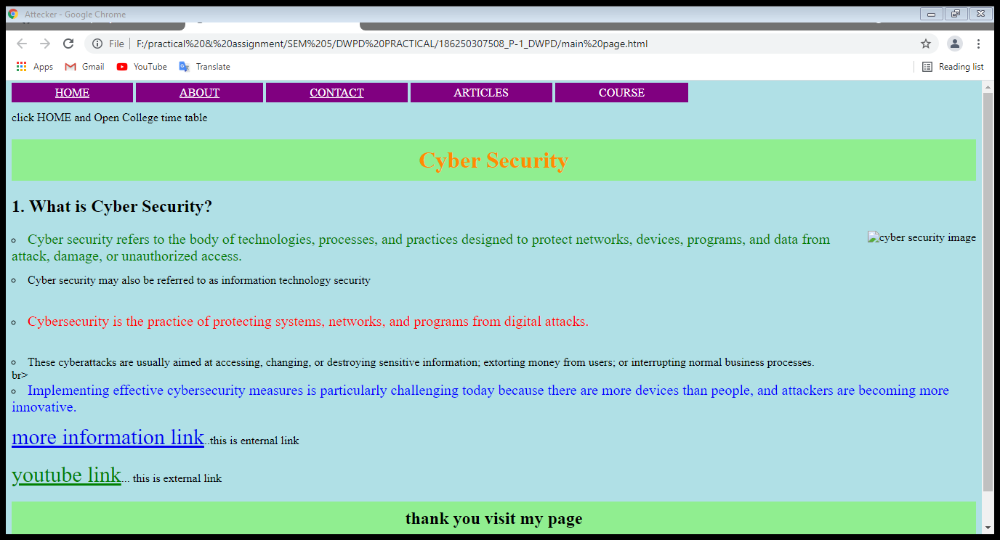 Attecker - Google Chrome
File F:/practical%20&%20assignment/SEM%205/DWPD%20PRACTICAL/186250307508_P-1_DWPD/main%20page.html
Apps Gmail YouTube Translate Reading list
HOME ABOUT CONTACT ARTICLES COURSE
click HOME and Open College time table
Cyber Security
1. What is Cyber Security?
Cyber security refers to the body of technologies, processes, and practices designed to protect networks, devices, programs, and data from
attack, damage, or unauthorized access.
cyber security image
Cyber security may also be referred to as information technology security
Cybersecurity is the practice of protecting systems, networks, and programs from digital attacks.
These cyberattacks are usually aimed at accessing, changing, or destroying sensitive information; extorting money from users; or interrupting normal business processes.
br>
Implementing effective cybersecurity measures is particularly challenging today because there are more devices than people, and attackers are becoming more
innovative.
more information link..this is enternal link
youtube link... this is external link
thank you visit my page